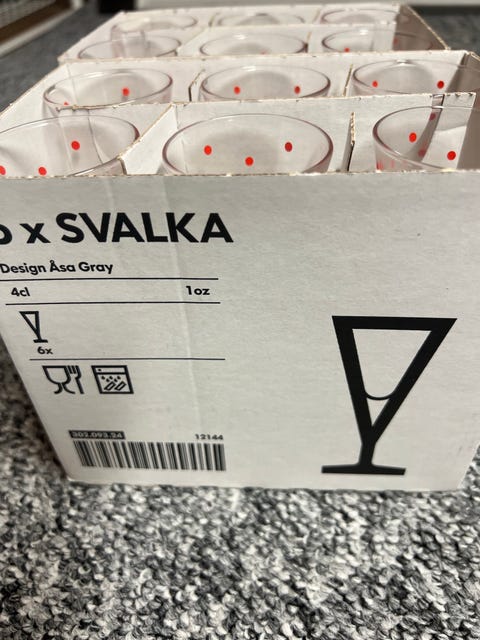 x SVALKA
Design Åsa Gray
4cl 1oz
6x
302.093.24 12144